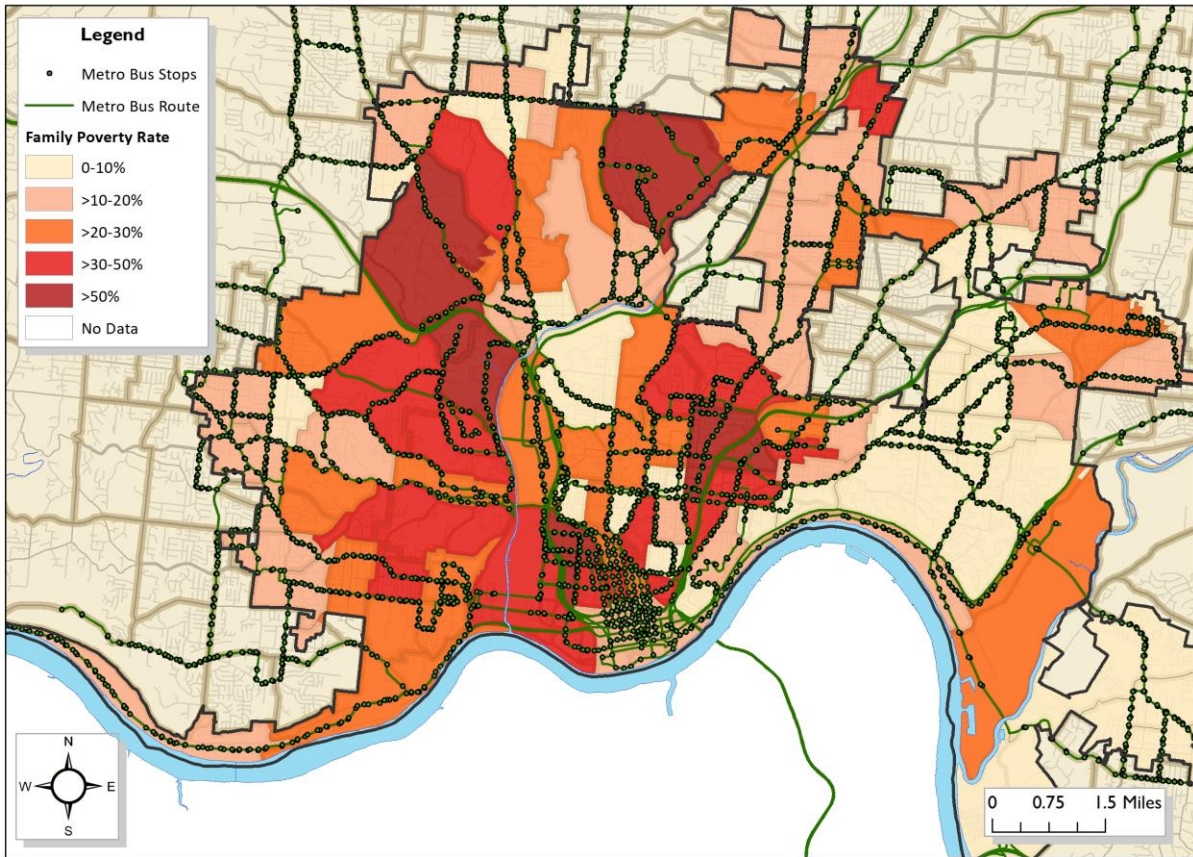 Legend
Metro Bus Stops
Metro Bus Route
Family Poverty Rate
0-10%
>10-20%
>20-30%
>30-50%
>50%
No Data
N
W E
S
0 0.75 1.5 Miles